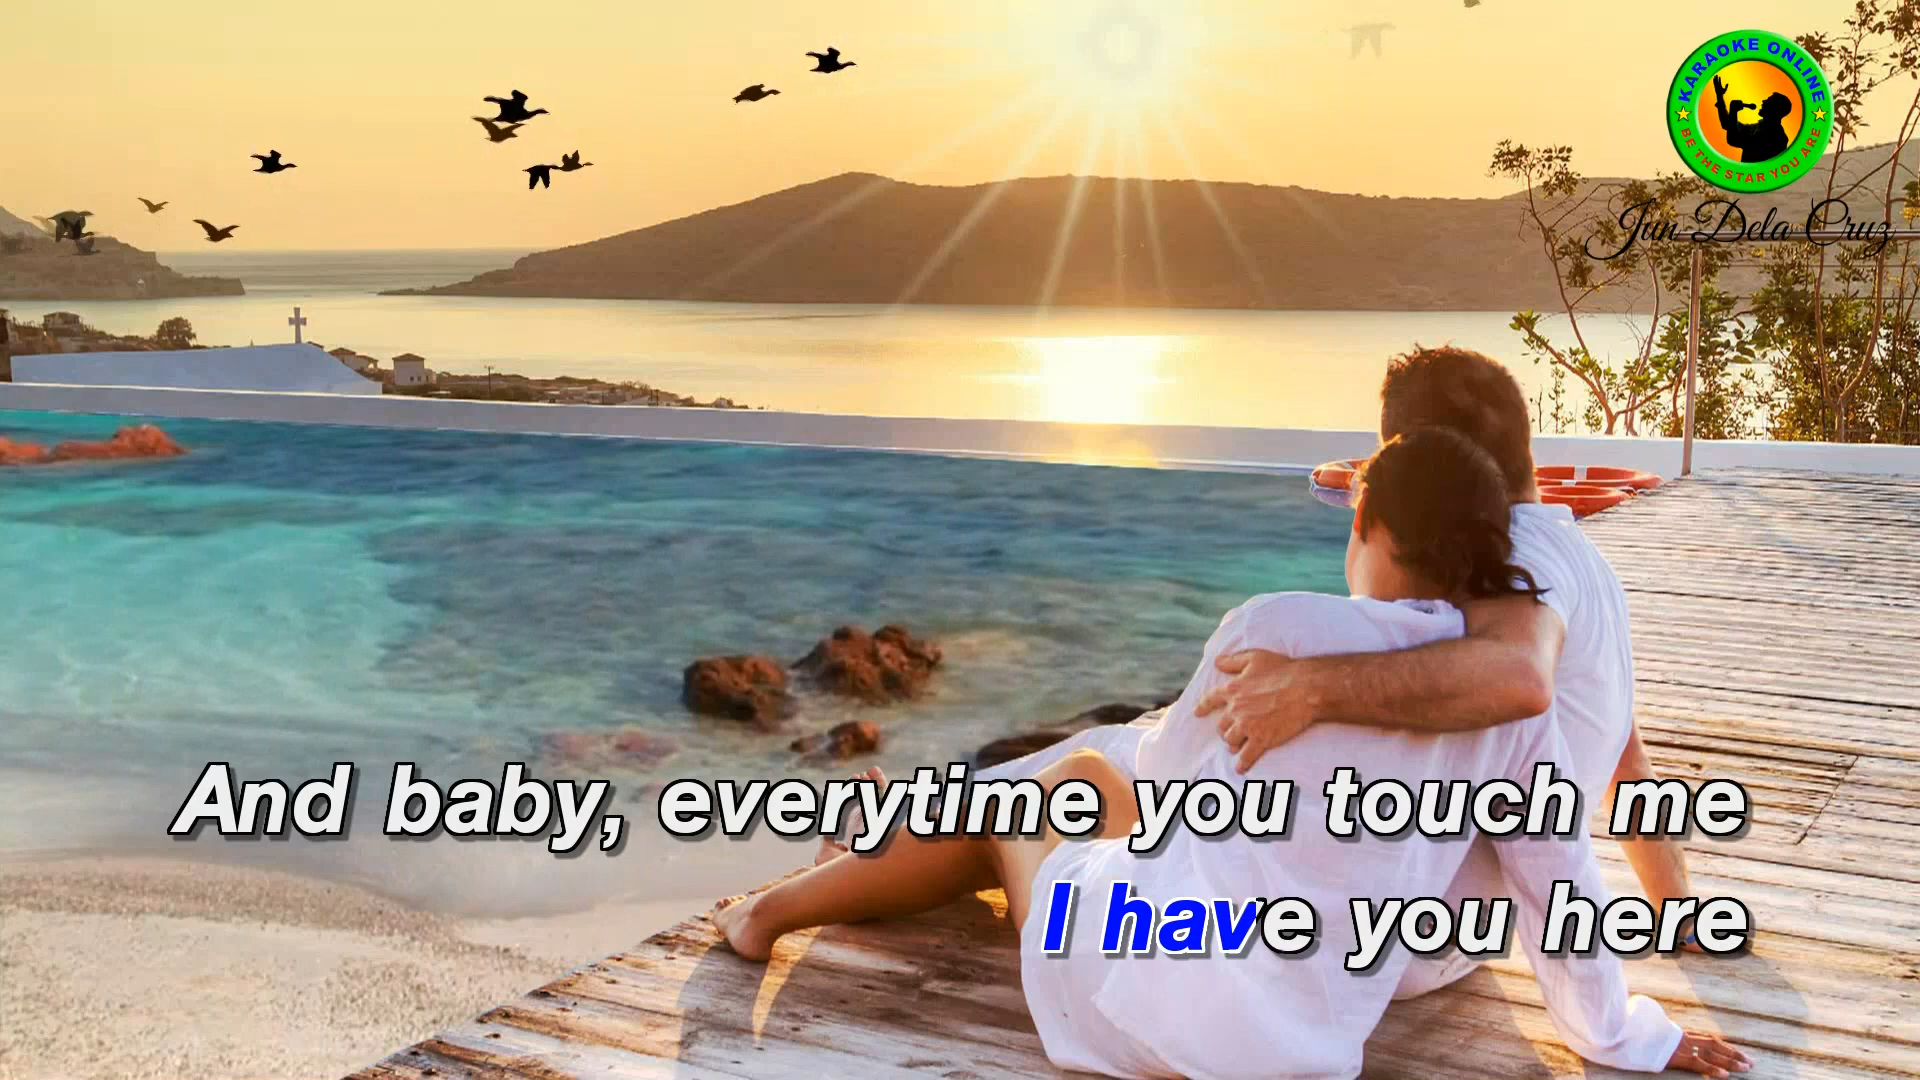 KARAOKE ONLINE
BE THE STAR YOU ARE
Jun Dela Cruz
And baby, everytime you touch me
I have you here